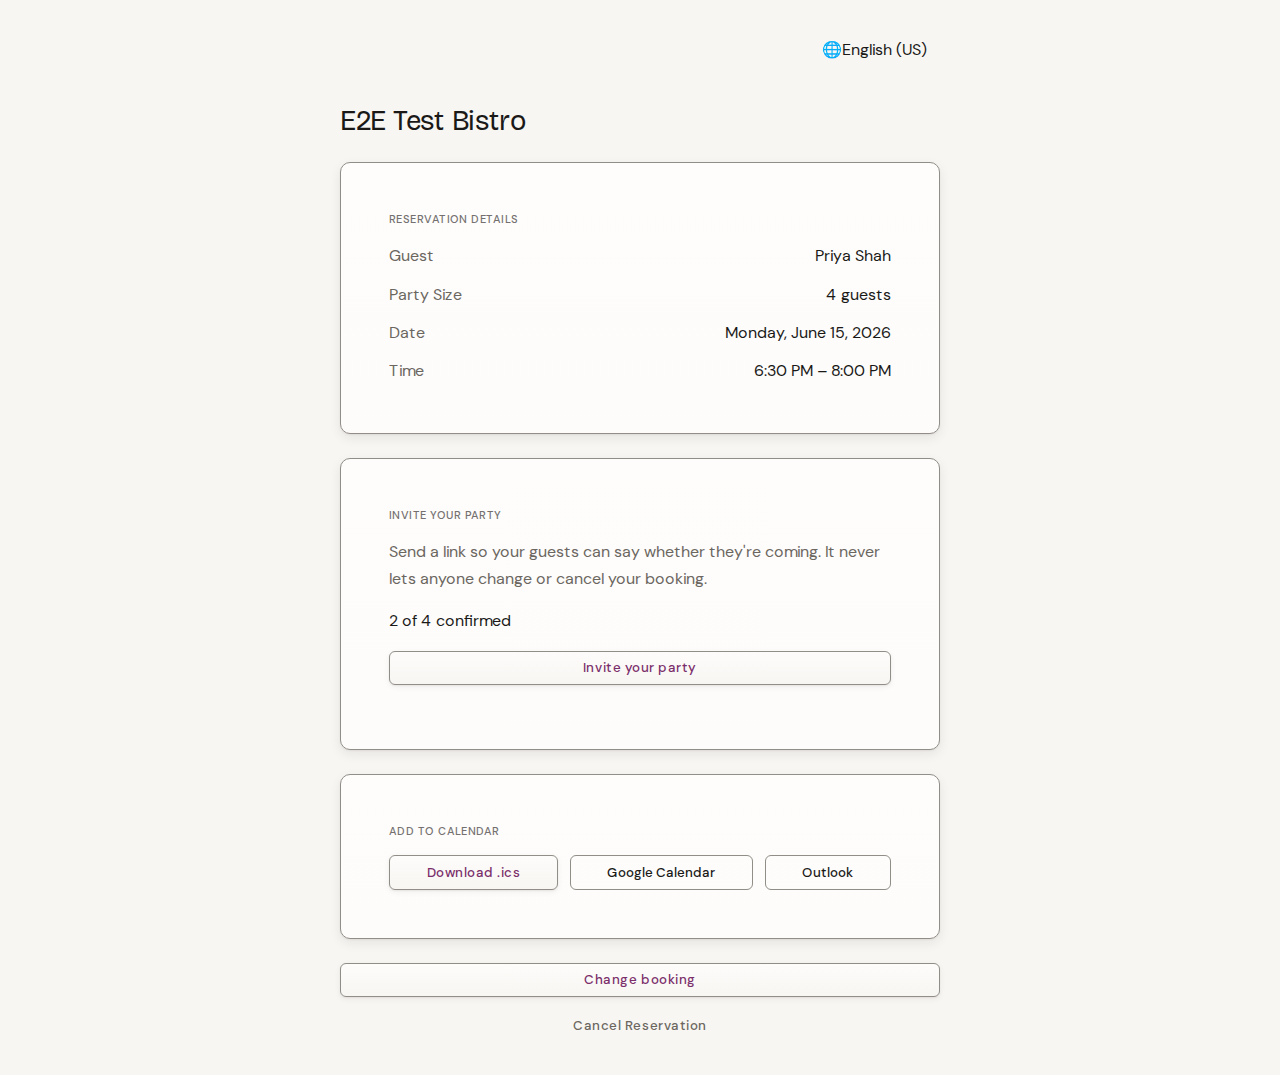 🌐English (US)
E2E Test Bistro
RESERVATION DETAILS
Guest Priya Shah
Party Size 4 guests
Date Monday, June 15, 2026
Time 6:30 PM – 8:00 PM
INVITE YOUR PARTY
Send a link so your guests can say whether they're coming. It never
lets anyone change or cancel your booking.
2 of 4 confirmed
Invite your party
ADD TO CALENDAR
Download .ics Google Calendar Outlook
Change booking
Cancel Reservation